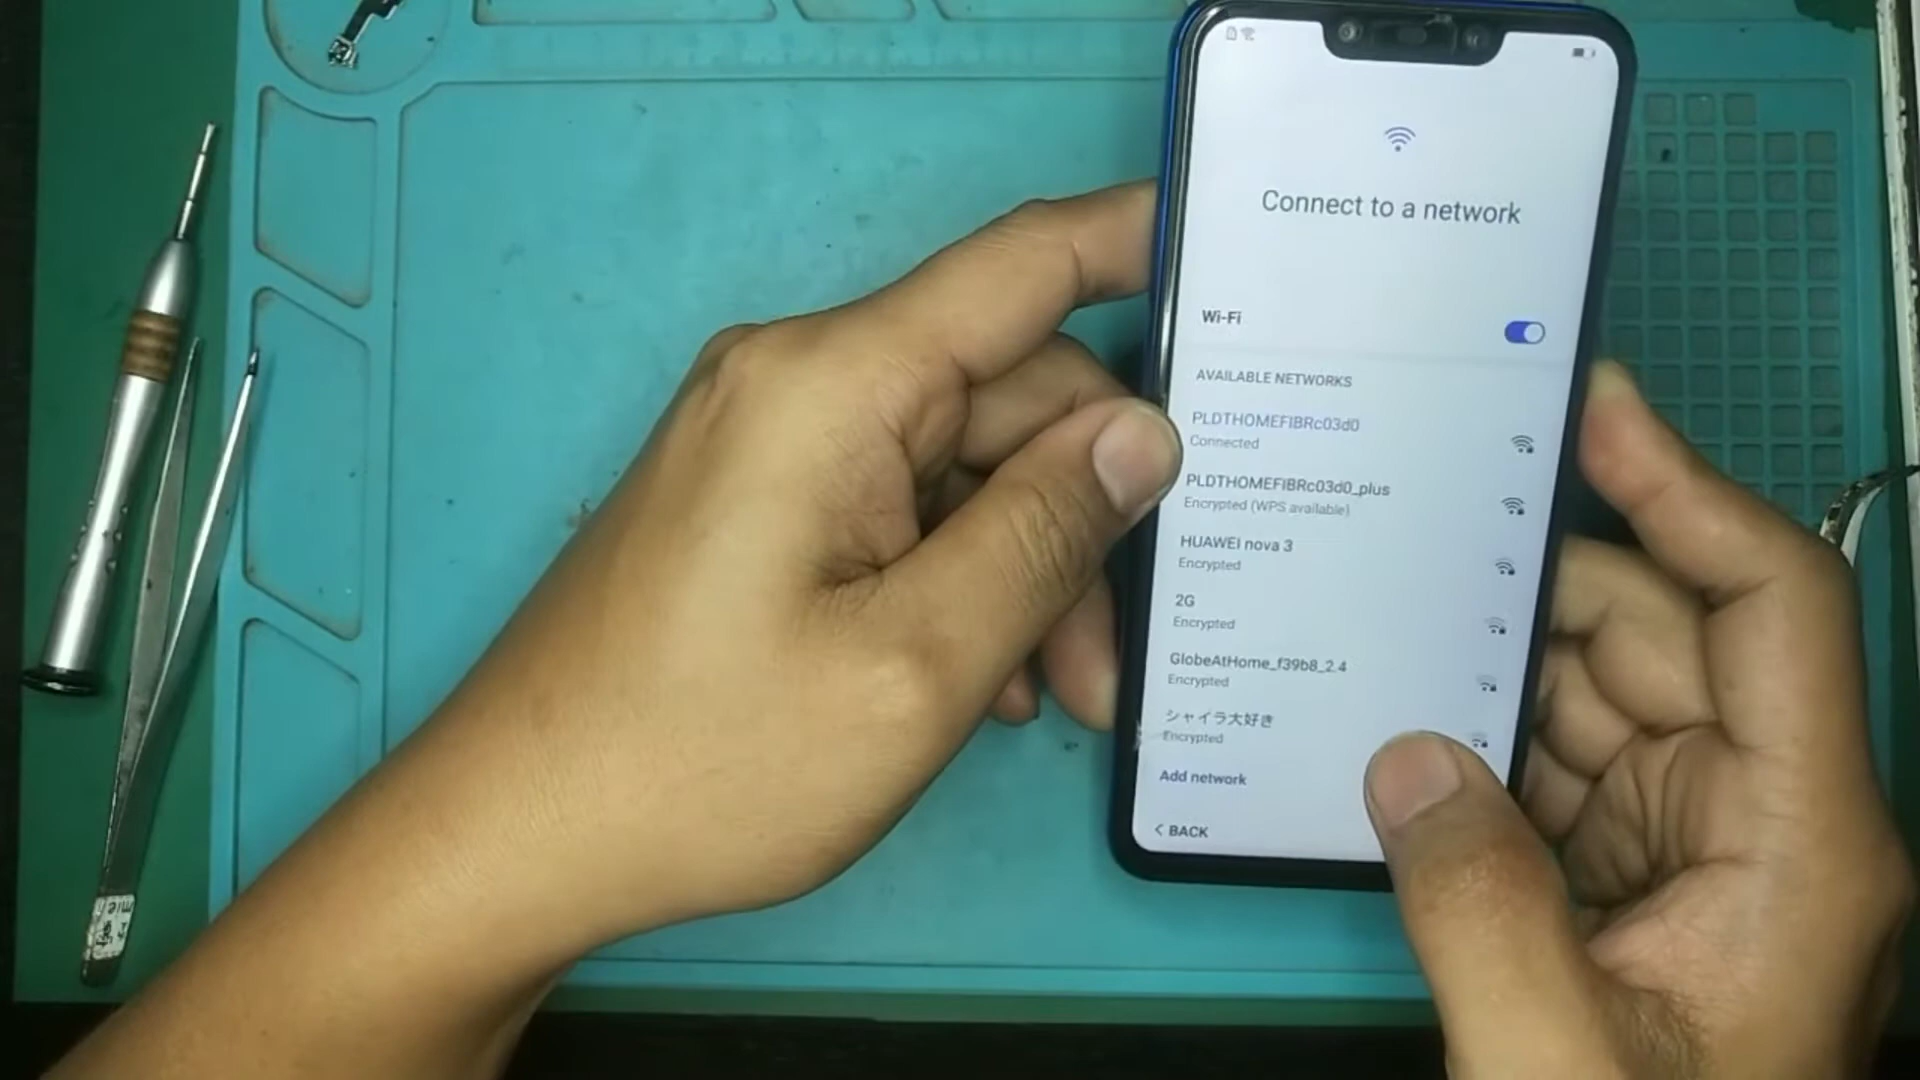 Connect to a network
Wi-Fi
AVAILABLE NETWORKS
PLDTHOMEFIBRc03d0
Connected
PLDTHOMEFIBRc03d0_plus
Encrypted (WPS available)
HUAWEI nova 3
Encrypted
2G
Encrypted
GlobeAtHome_f39b8_2.4
Encrypted
シャイラ大好き
Encrypted
Add network
< BACK